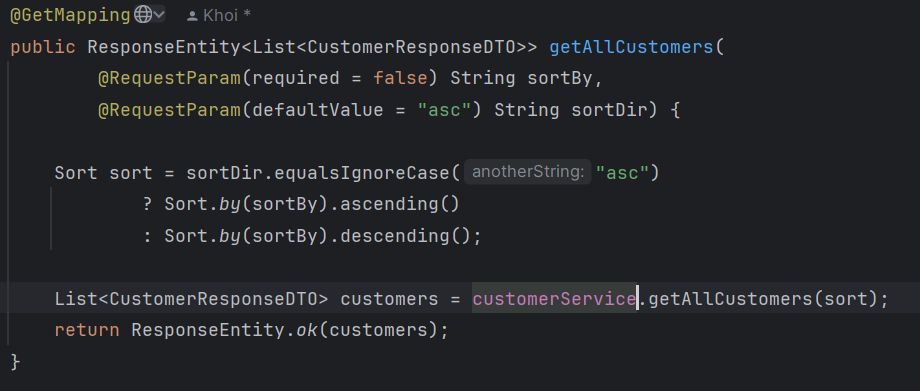 @GetMapping Khoi *
public ResponseEntity<List<CustomerResponseDTO>> getAllCustomers(
@RequestParam(required = false) String sortBy,
@RequestParam(defaultValue = "asc") String sortDir) {
Sort sort = sortDir.equalsIgnoreCase( anotherString: "asc")
? Sort.by(sortBy).ascending()
: Sort.by(sortBy).descending();
List<CustomerResponseDTO> customers = customerService.getAllCustomers(sort);
return ResponseEntity.ok(customers);
}